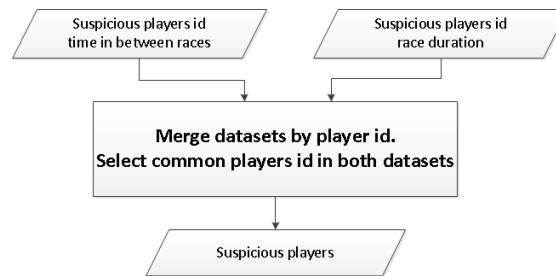 Suspicious players id
time in between races
Suspicious players id
race duration
Merge datasets by player id.
Select common players id in both datasets
Suspicious players